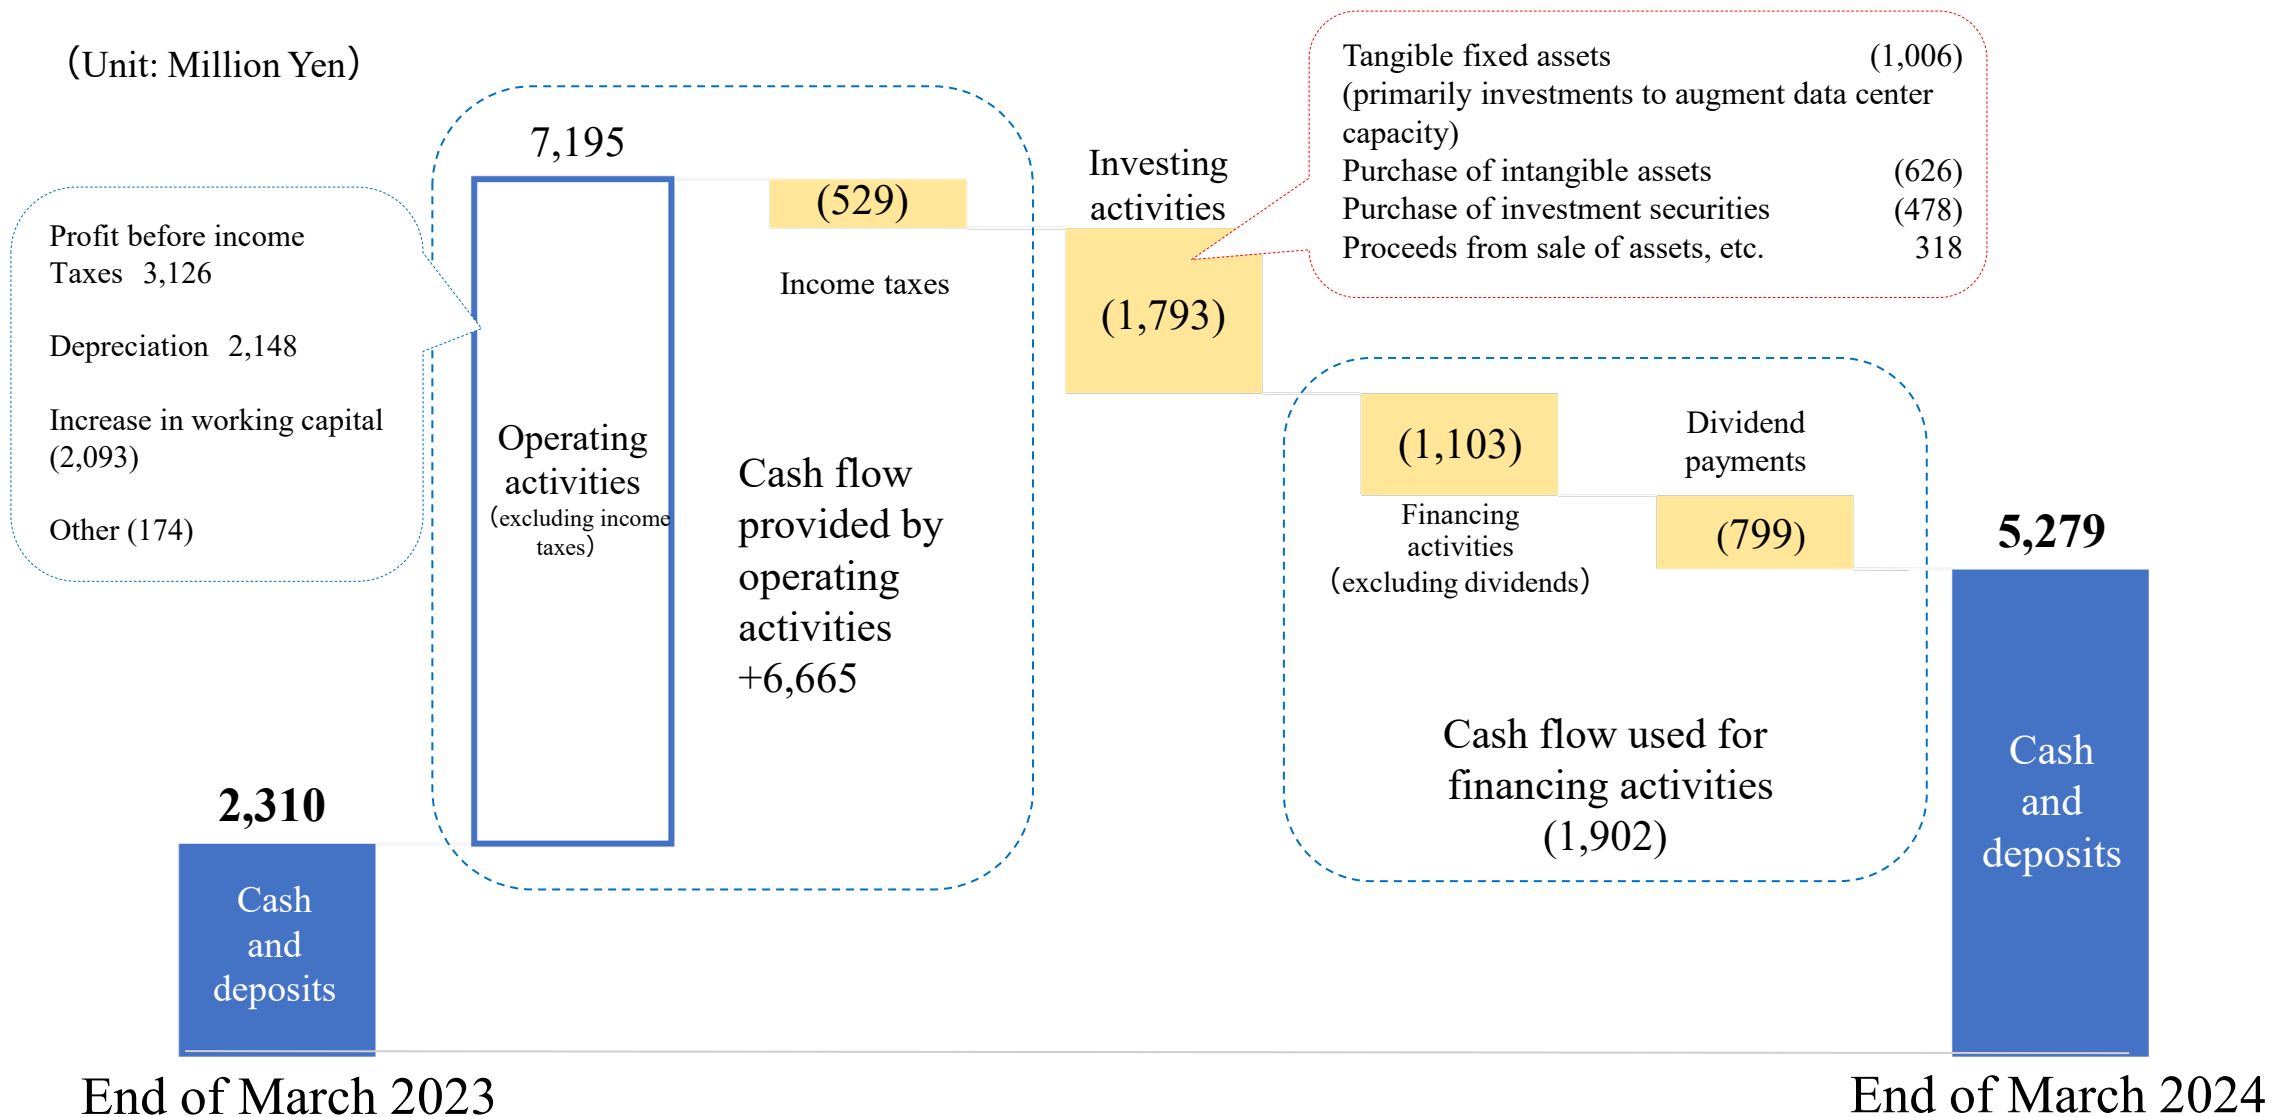 （Unit: Million Yen）
Profit before income
Taxes 3,126
Depreciation 2,148
Increase in working capital
(2,093)
Other (174)
2,310
Cash
and
deposits
End of March 2023
7,195
Operating
activities
（excluding income
taxes）
(529)
Income taxes
Cash flow
provided by
operating
activities
+6,665
Investing
activities
(1,793)
Tangible fixed assets (1,006)
(primarily investments to augment data center
capacity)
Purchase of intangible assets (626)
Purchase of investment securities (478)
Proceeds from sale of assets, etc. 318
(1,103)
Financing
activities
（excluding dividends）
Dividend
payments
(799)
Cash flow used for
financing activities
(1,902)
5,279
Cash
and
deposits
End of March 2024